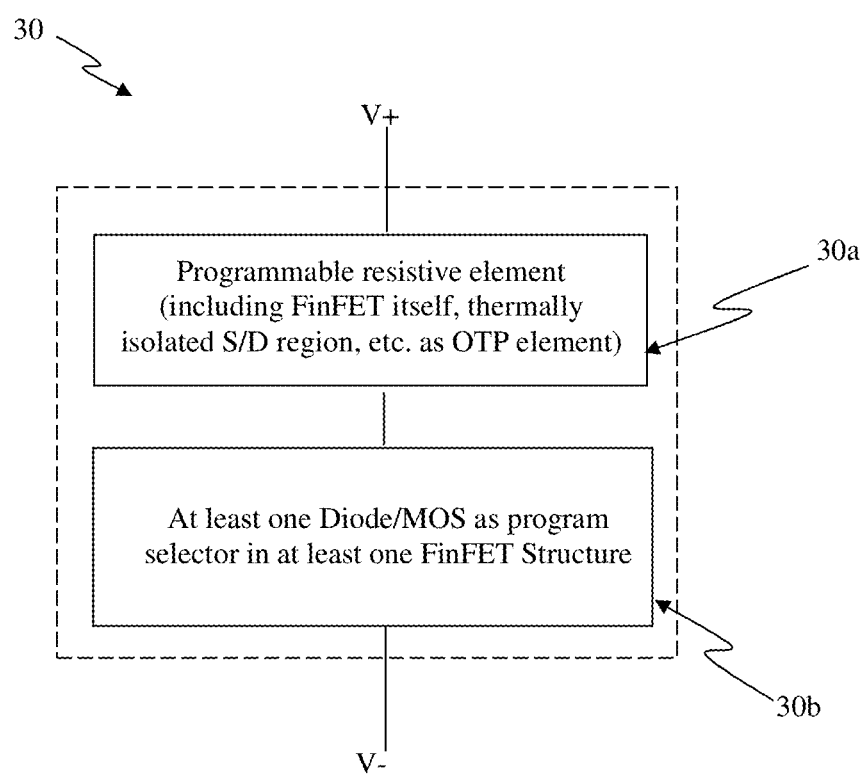 30
V+
30a
Programmable resistive element
(including FinFET itself, thermally
isolated S/D region, etc. as OTP element)
At least one Diode/MOS as program
selector in at least one FinFET Structure
30b
V-